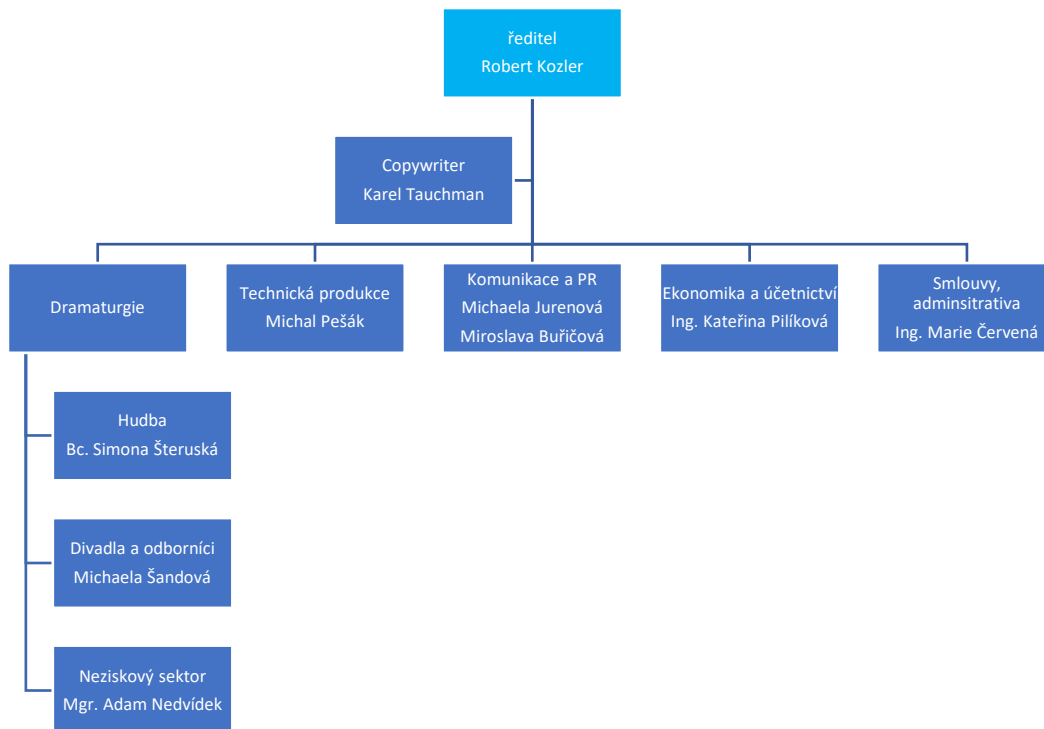 ředitel
Robert Kozler
Copywriter
Karel Tauchman
Dramaturgie
Technická produkce
Michal Pešák
Komunikace a PR
Michaela Jurenová
Miroslava Buřičová
Ekonomika a účetnictví
Ing. Kateřina Pilíková
Smlouvy,
adminsitrativa
Ing. Marie Červená
Hudba
Bc. Simona Šteruská
Divadla a odborníci
Michaela Šandová
Neziskový sektor
Mgr. Adam Nedvídek